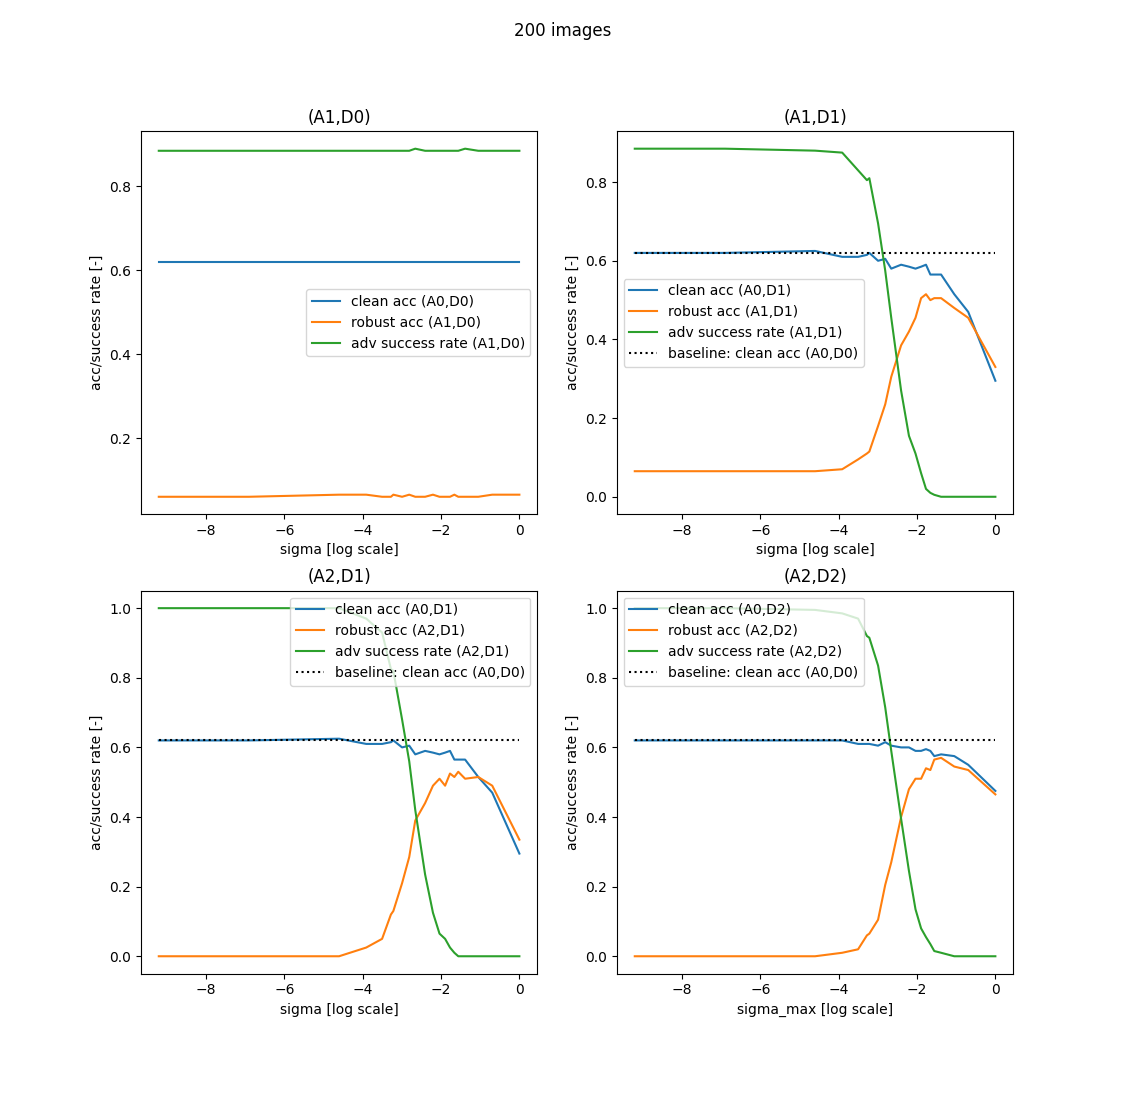 200 images
(A1,D0)
acc/success rate [-]
0.8
0.6
0.4
0.2
clean acc (A0,D0)
robust acc (A1,D0)
adv success rate (A1,D0)
−8 −6 −4 −2 0
sigma [log scale]
(A1,D1)
acc/success rate [-]
0.8
0.6
0.4
0.2
0.0
clean acc (A0,D1)
robust acc (A1,D1)
adv success rate (A1,D1)
baseline: clean acc (A0,D0)
−8 −6 −4 −2 0
sigma [log scale]
(A2,D1)
acc/success rate [-]
1.0
0.8
0.6
0.4
0.2
0.0
clean acc (A0,D1)
robust acc (A2,D1)
adv success rate (A2,D1)
baseline: clean acc (A0,D0)
−8 −6 −4 −2 0
sigma [log scale]
(A2,D2)
acc/success rate [-]
1.0
0.8
0.6
0.4
0.2
0.0
clean acc (A0,D2)
robust acc (A2,D2)
adv success rate (A2,D2)
baseline: clean acc (A0,D0)
−8 −6 −4 −2 0
sigma_max [log scale]